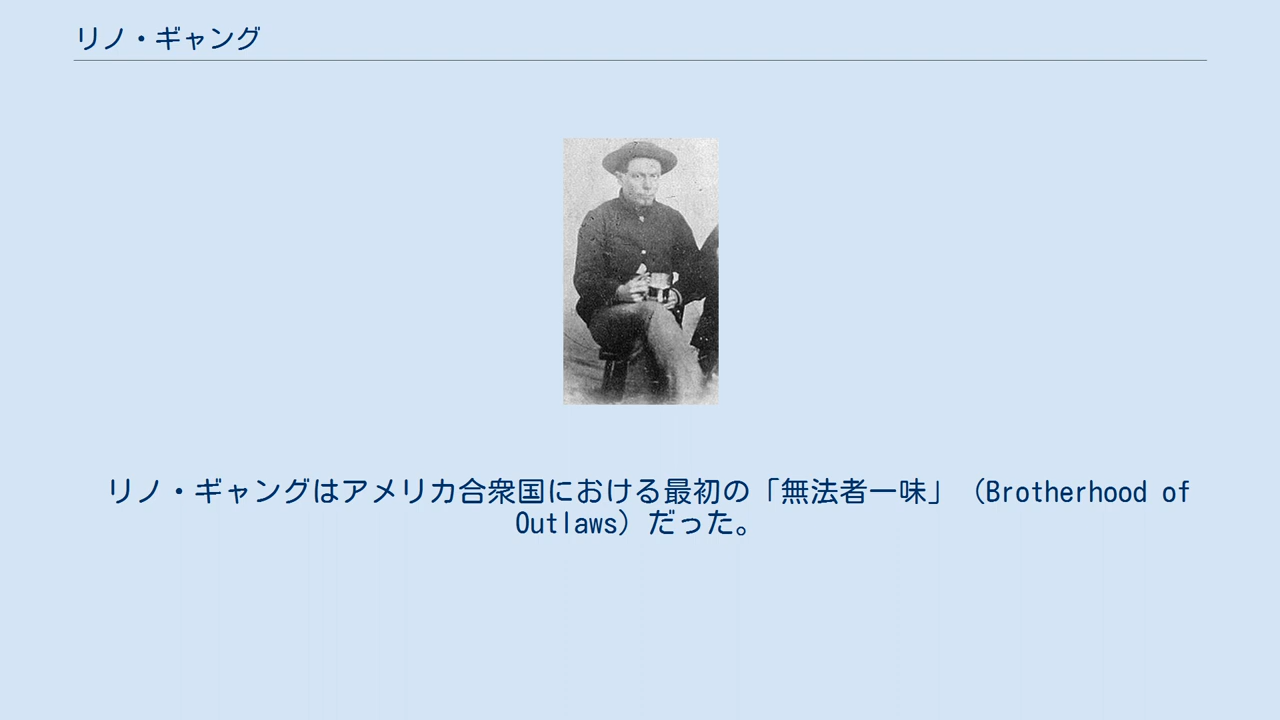 リノ・ギャング
リノ・ギャングはアメリカ合衆国における最初の「無法者一味」（Brotherhood of
Outlaws）だった。